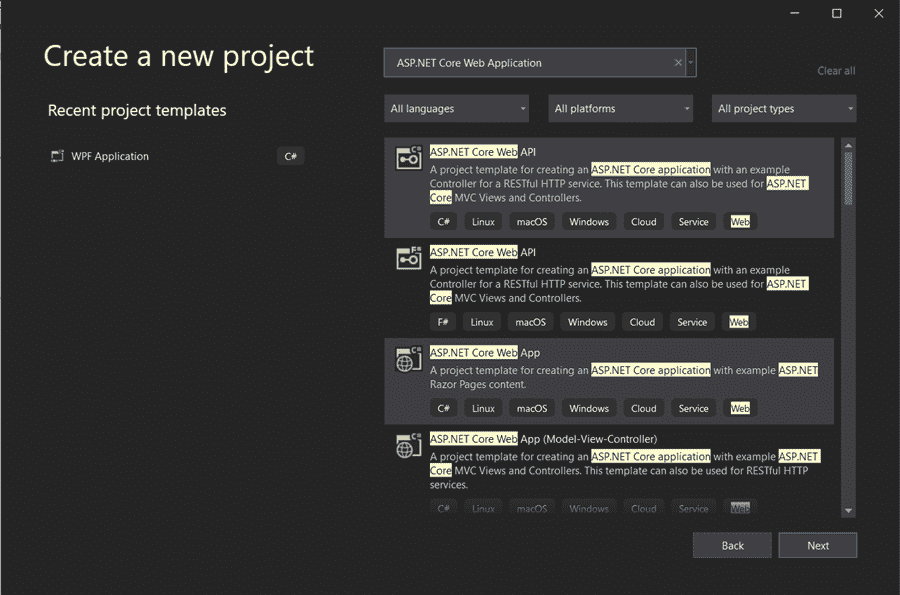 Create a new project
ASP.NET Core Web Application
Clear all
Recent project templates
All languages
All platforms
All project types
WPF Application
C#
ASP.NET Core Web API
A project template for creating an ASP.NET Core application with an example
Controller for a RESTful HTTP service. This template can also be used for ASP.NET
Core MVC Views and Controllers.
C# Linux macOS Windows Cloud Service Web
ASP.NET Core Web API
A project template for creating an ASP.NET Core application with an example
Controller for a RESTful HTTP service. This template can also be used for ASP.NET
Core MVC Views and Controllers.
F# Linux macOS Windows Cloud Service Web
ASP.NET Core Web App
A project template for creating an ASP.NET Core application with example ASP.NET
Razor Pages content.
C# Linux macOS Windows Cloud Service Web
ASP.NET Core Web App (Model-View-Controller)
A project template for creating an ASP.NET Core application with example ASP.NET
Core MVC Views and Controllers. This template can also be used for RESTful HTTP
services.
C# Linux macOS Windows Cloud Service Web
Back
Next